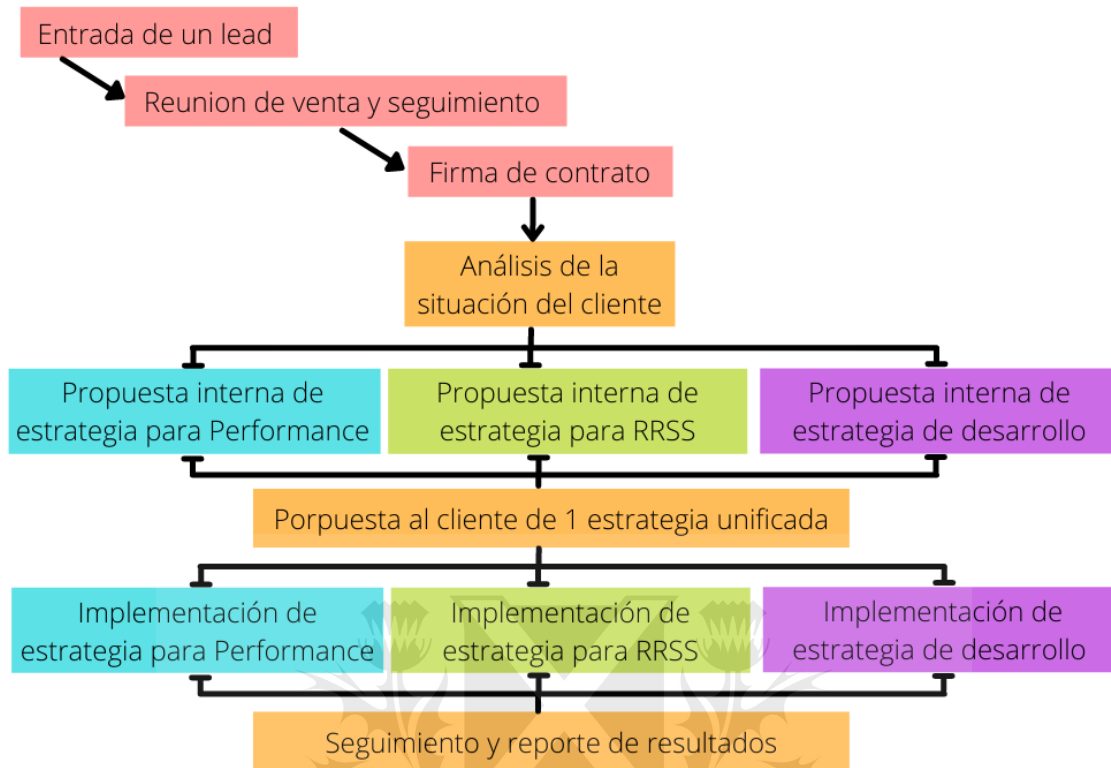 Entrada de un lead
Reunion de venta y seguimiento
Firma de contrato
Análisis de la
situación del cliente
Propuesta interna de
estrategia para Performance
Propuesta interna de
estrategia para RRSS
Propuesta interna de
estrategia de desarrollo
Porpuesta al cliente de 1 estrategia unificada
Implementación de
estrategia para Performance
Implementación de
estrategia para RRSS
Implementación de
estrategia de desarrollo
Seguimiento y reporte de resultados